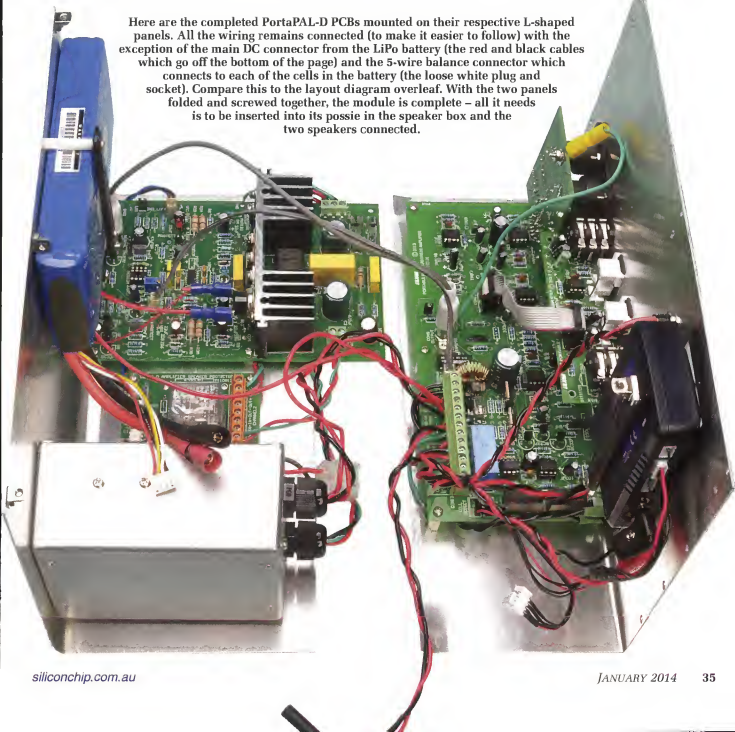 Here are the completed PortaPAL-D PCBs mounted on their respective L-shaped
panels. All the wiring remains connected (to make it easier to follow) with the
exception of the main DC connector from the LiPo battery (the red and black cables
which go off the bottom of the page) and the 5-wire balance connector which
connects to each of the cells in the battery (the loose white plug and
socket). Compare this to the layout diagram overleaf. With the two panels
folded and screwed together, the module is complete – all it needs
is to be inserted into its possie in the speaker box and the
two speakers connected.
siliconchip.com.au
JANUARY 2014 35